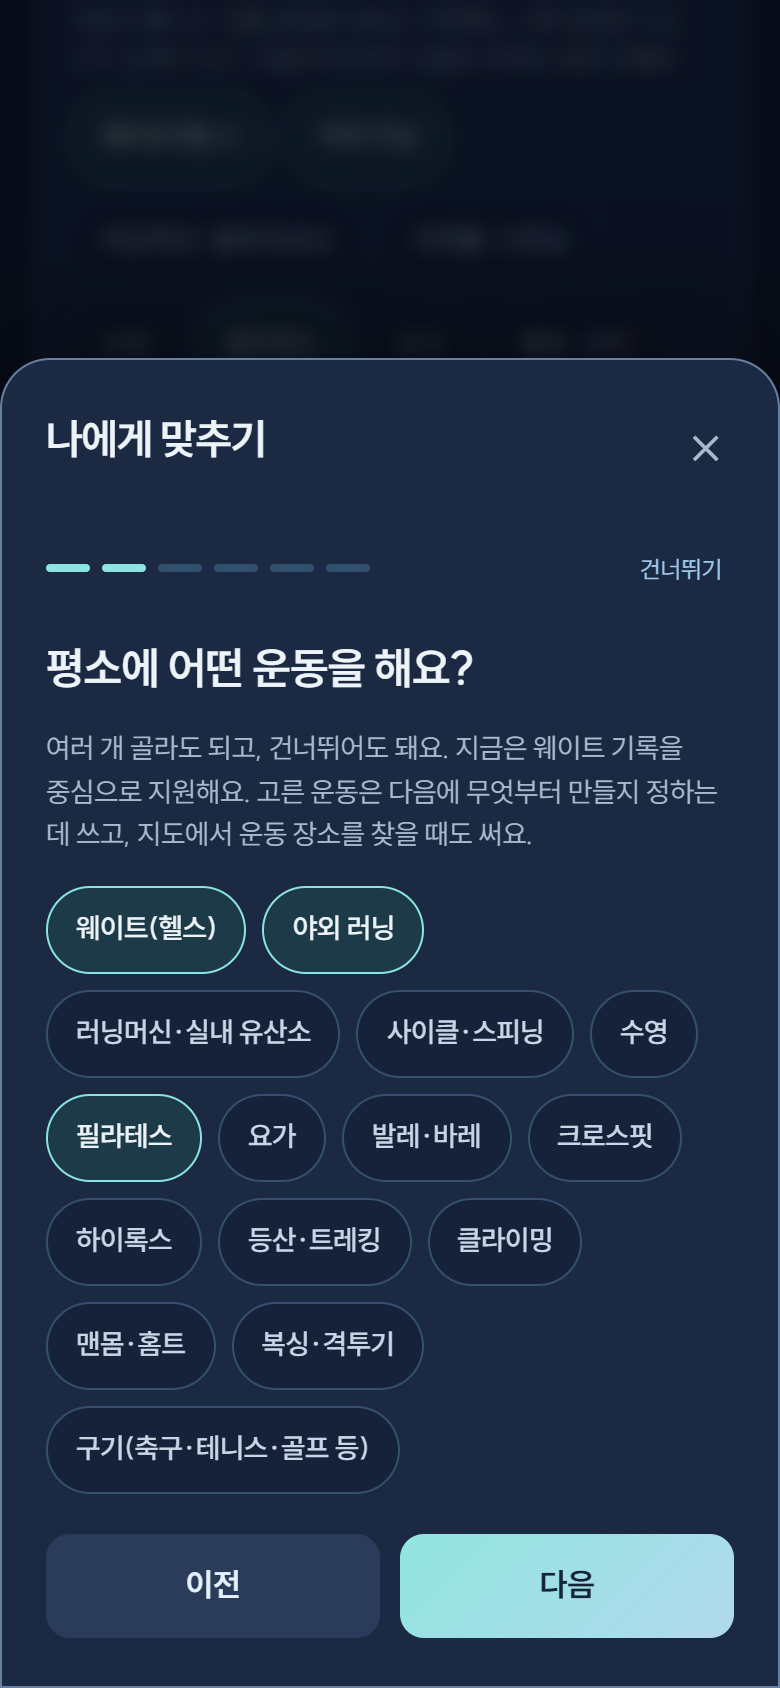 나에게 맞추기
건너뛰기
평소에 어떤 운동을 해요?
여러 개 골라도 되고, 건너뛰어도 돼요. 지금은 웨이트 기록을
중심으로 지원해요. 고른 운동은 다음에 무엇부터 만들지 정하는
데 쓰고, 지도에서 운동 장소를 찾을 때도 써요.
웨이트(헬스) 야외 러닝
러닝머신·실내 유산소 사이클·스피닝 수영
필라테스 요가 발레·바레 크로스핏
하이록스 등산·트레킹 클라이밍
맨몸·홈트 복싱·격투기
구기(축구·테니스·골프 등)
이전 다음